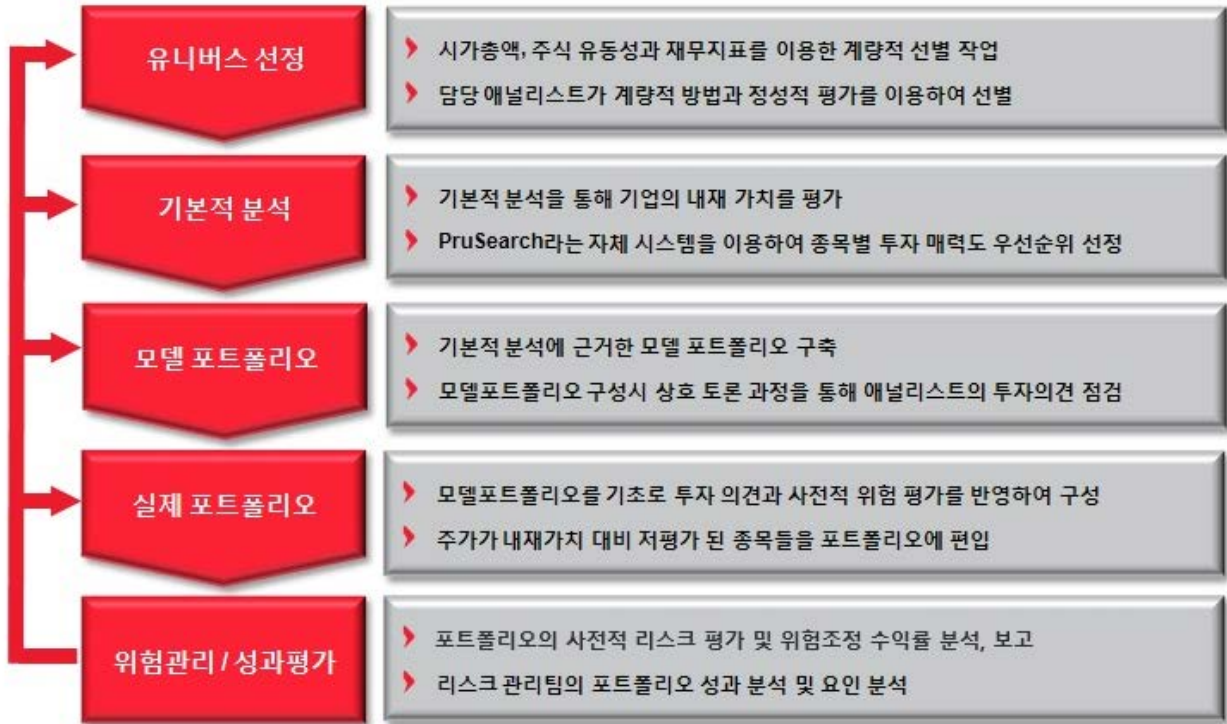 유니버스 선정
시가총액, 주식 유동성과 재무지표를 이용한 계량적 선별 작업
담당 애널리스트가 계량적 방법과 정성적 평가를 이용하여 선별
기본적 분석
기본적 분석을 통해 기업의 내재 가치를 평가
PruSearch라는 자체 시스템을 이용하여 종목별 투자 매력도 우선순위 선정
모델 포트폴리오
기본적 분석에 근거한 모델 포트폴리오 구축
모델포트폴리오 구성시 상호 토론 과정을 통해 애널리스트의 투자의견 점검
실제 포트폴리오
모델포트폴리오를 기초로 투자 의견과 사전적 위험 평가를 반영하여 구성
주가가 내재가치 대비 저평가 된 종목들을 포트폴리오에 편입
위험관리 / 성과평가
포트폴리오의 사전적 리스크 평가 및 위험조정 수익률 분석, 보고
리스크 관리팀의 포트폴리오 성과 분석 및 요인 분석